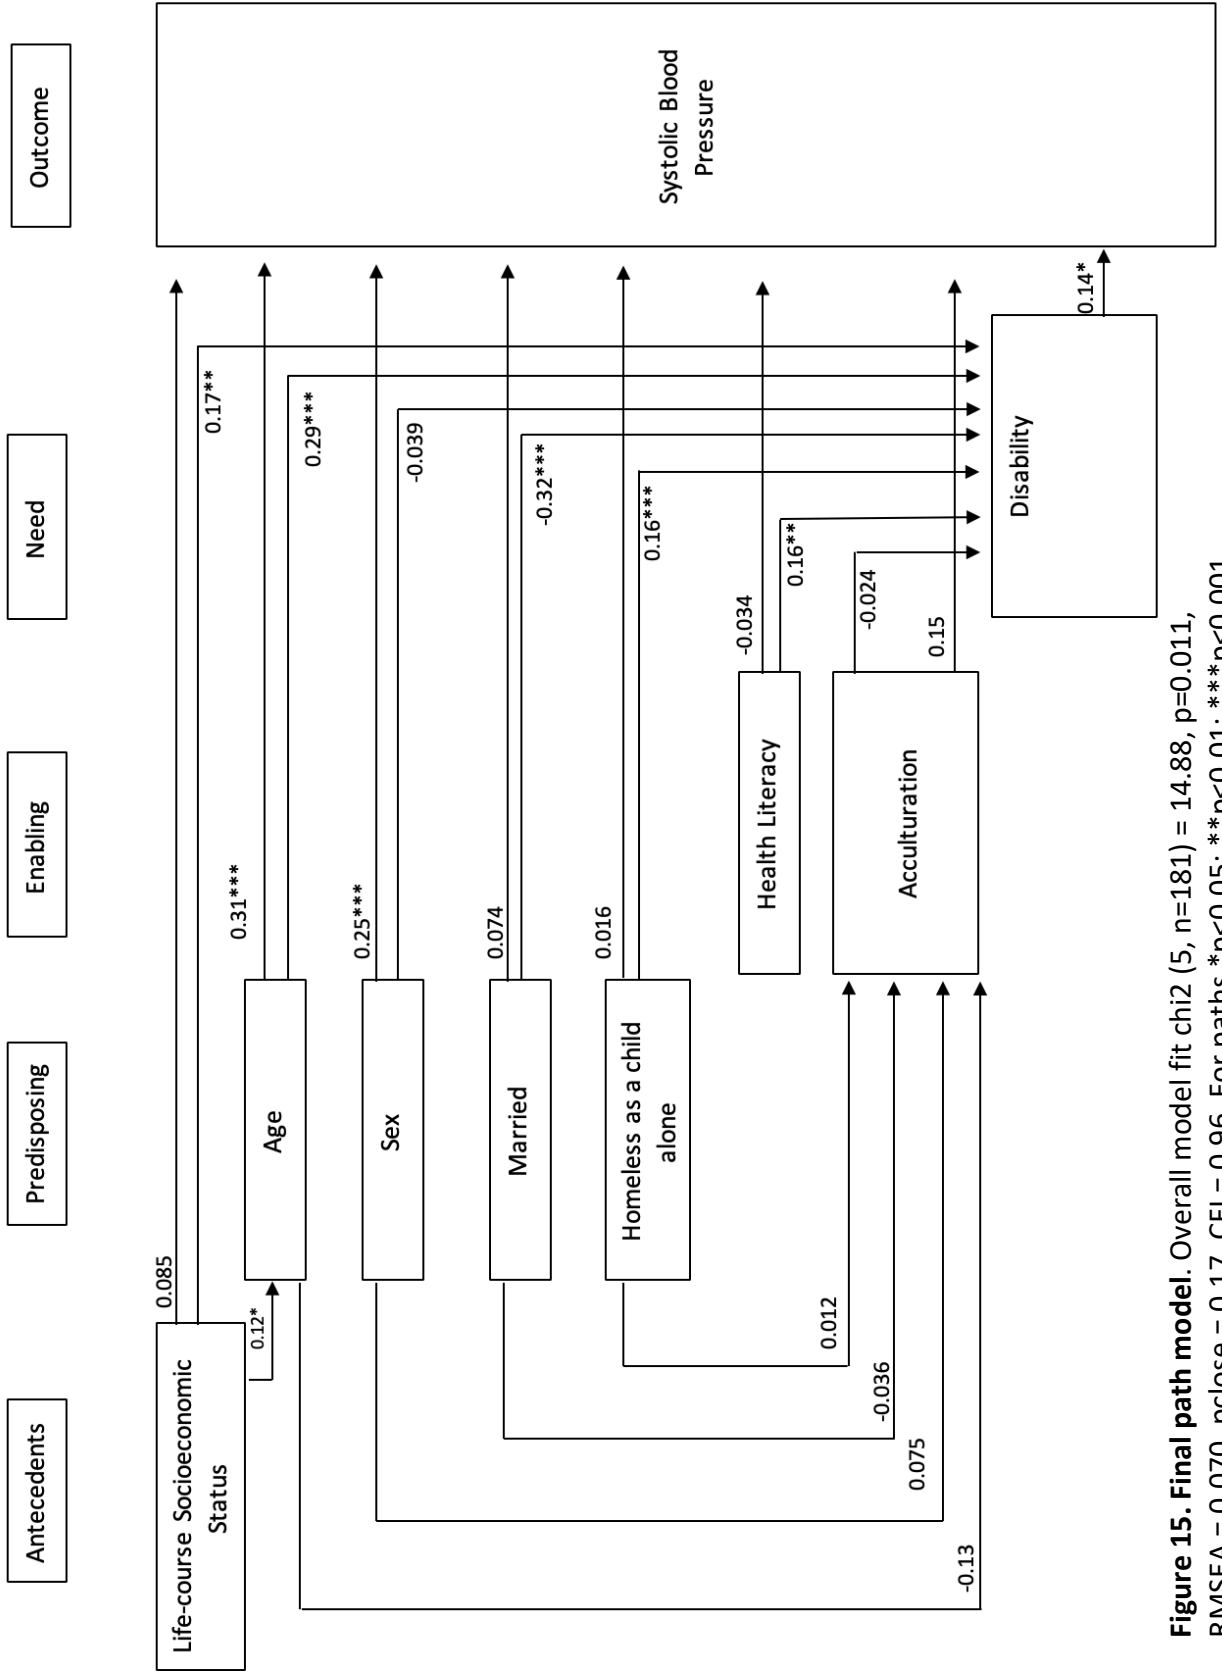 Antecedents
Predisposing
Enabling
Need
Outcome
Life-course Socioeconomic
Status
0.085
0.17**
0.12*
Age
0.31***
0.29***
Sex
0.25***
-0.039
Married
0.074
-0.32***
Homeless as a child
alone
0.016
0.16***
Health Literacy
-0.034
0.16**
Acculturation
-0.024
0.15
0.012
-0.036
0.075
-0.13
Disability
0.14*
Systolic Blood
Pressure
Figure 15. Final path model. Overall model fit chi2 (5, n=181) = 14.88, p=0.011,
RMSEA = 0.070, pclose = 0.17, CFI = 0.96. For paths *p<0.05; **p<0.01; ***p<0.001